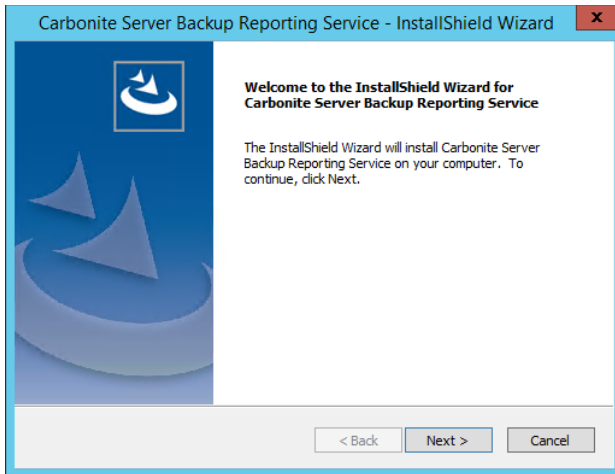 Carbonite Server Backup Reporting Service - InstallShield Wizard
x
Welcome to the InstallShield Wizard for
Carbonite Server Backup Reporting Service
The InstallShield Wizard will install Carbonite Server
Backup Reporting Service on your computer. To
continue, click Next.
< Back Next > Cancel